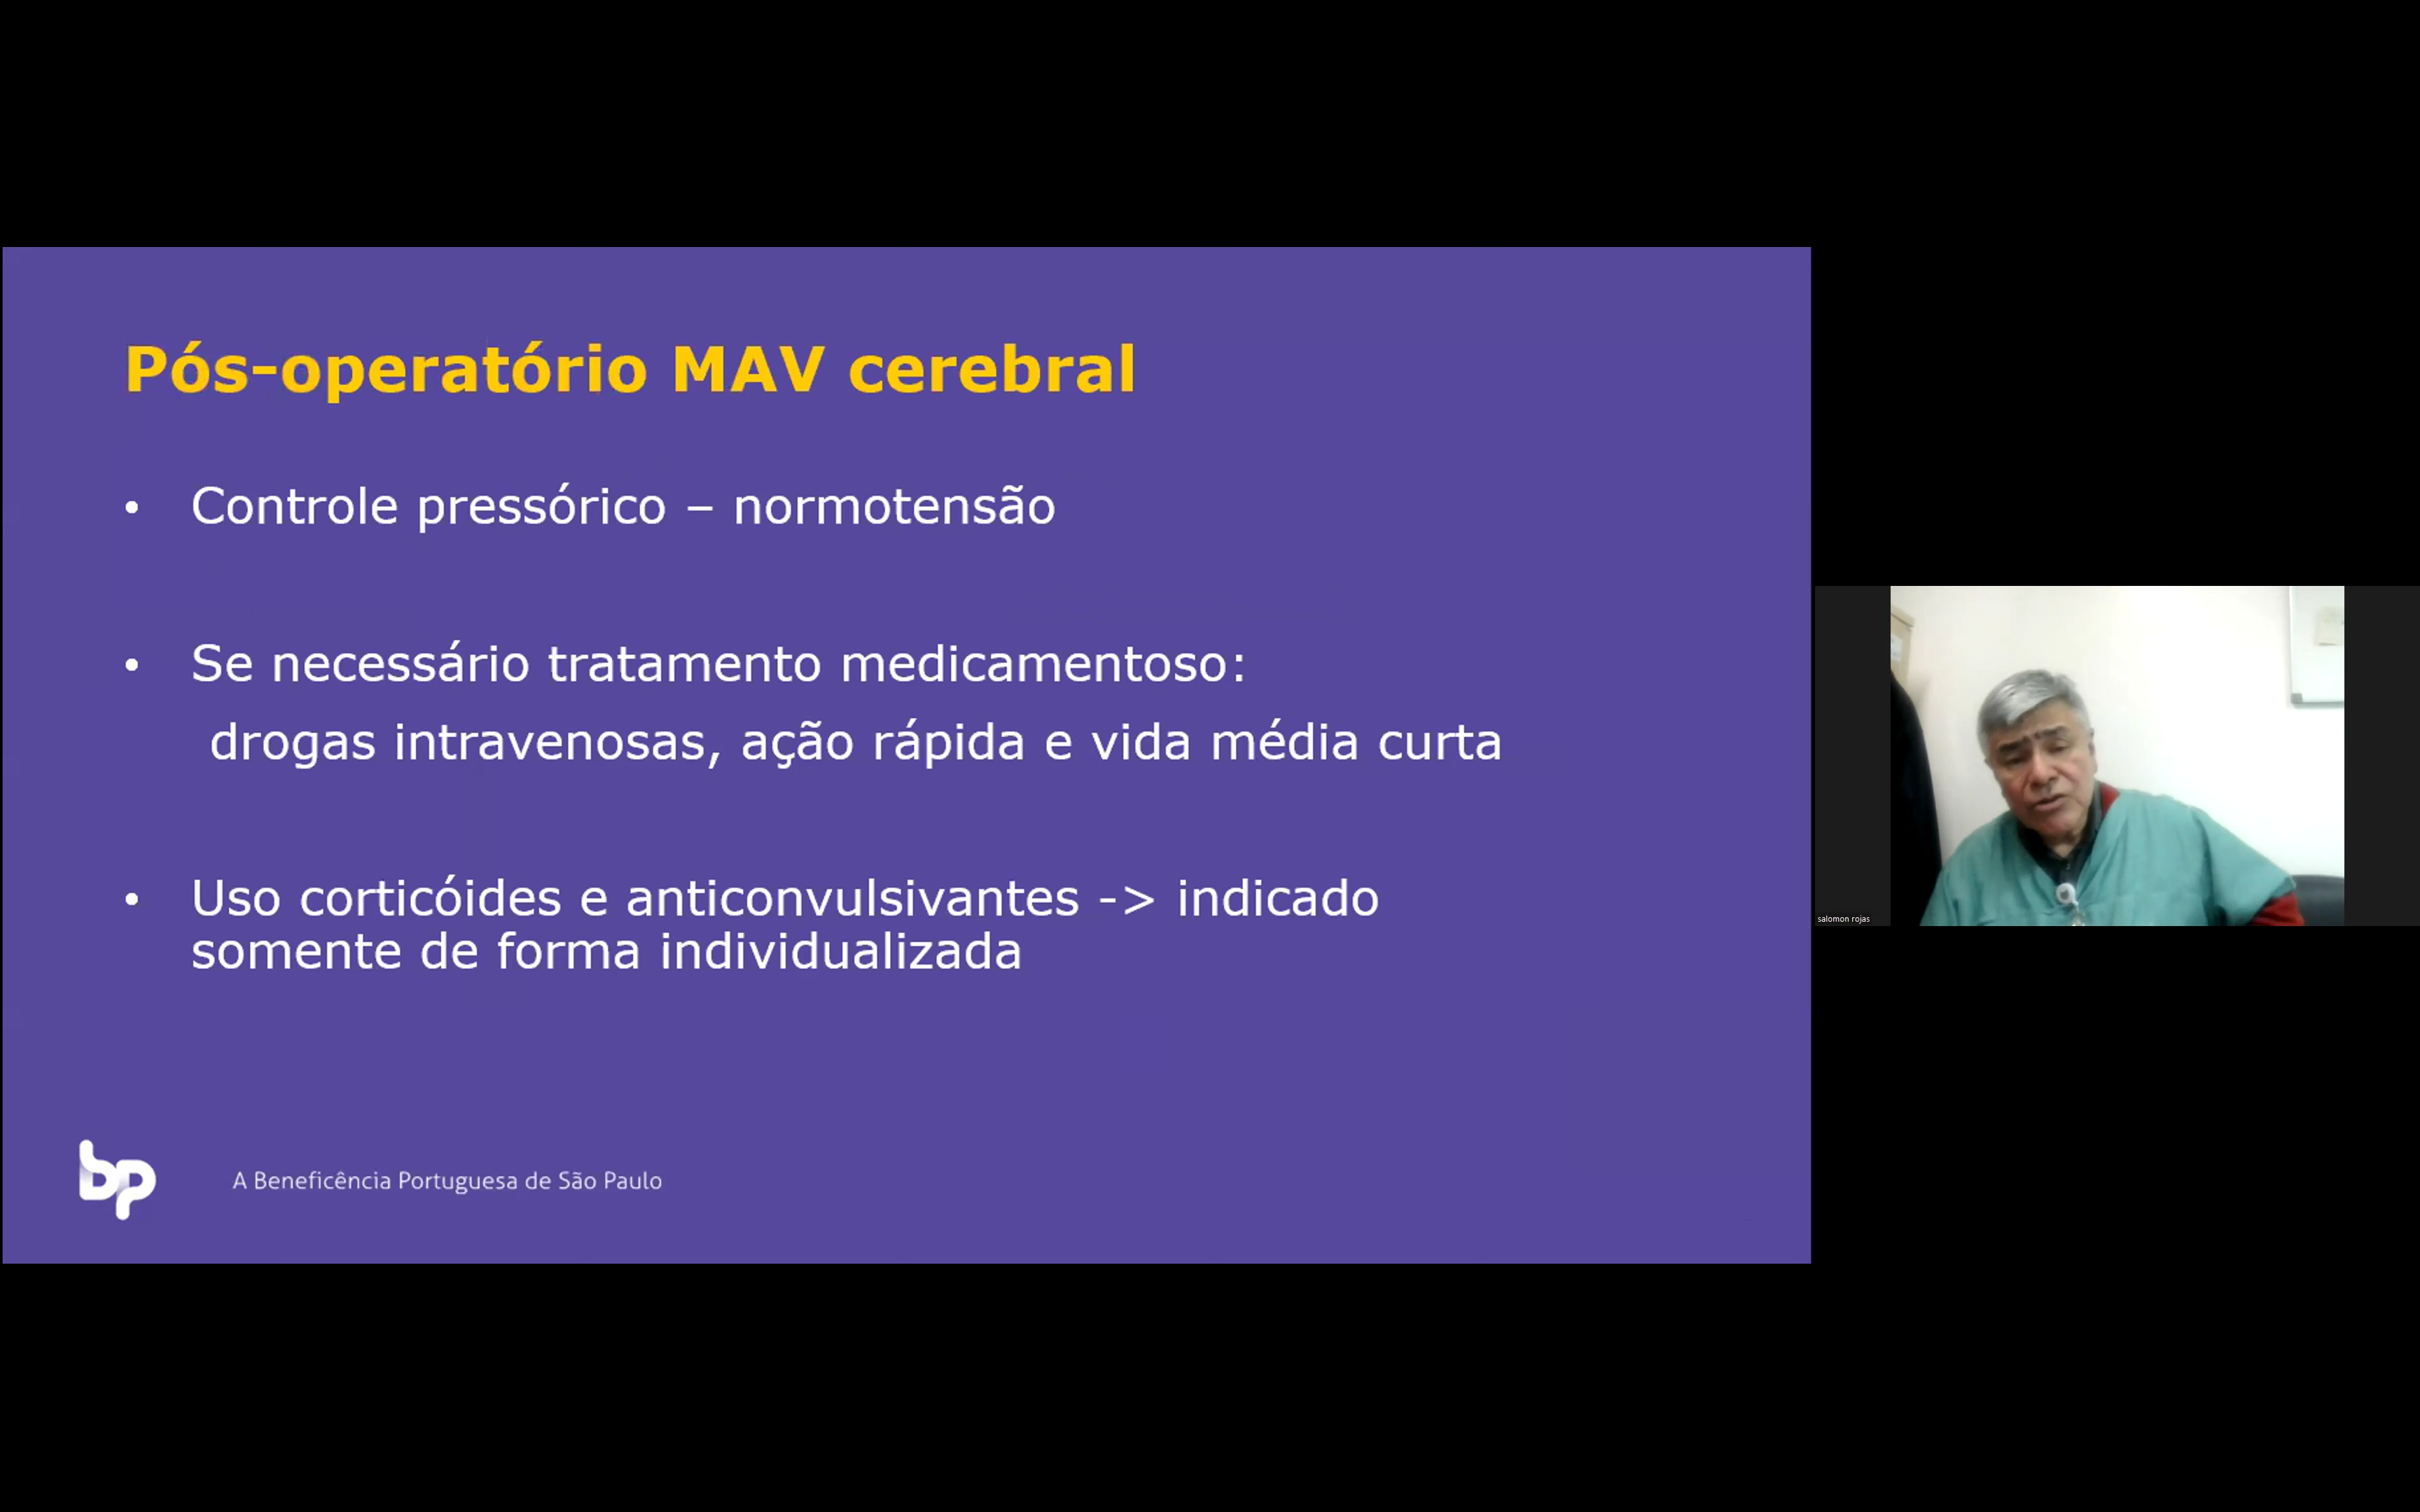 Pós-operatório MAV cerebral
• Controle pressórico – normotensão
• Se necessário tratamento medicamentoso:
drogas intravenosas, ação rápida e vida média curta
• Uso corticóides e anticonvulsivantes -> indicado
somente de forma individualizada
bp
A Beneficência Portuguesa de São Paulo
salomon rojas